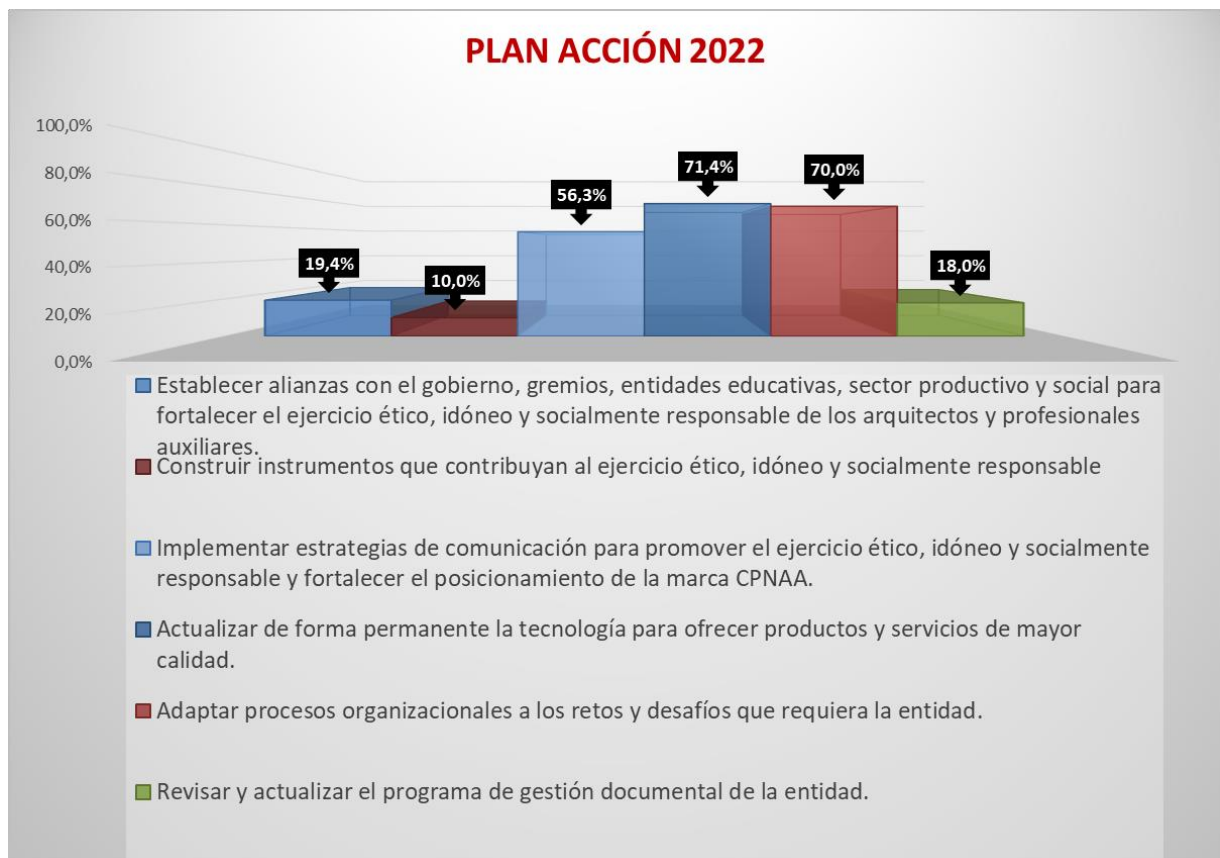 PLAN ACCIÓN 2022
100,0%
80,0%
60,0%
40,0%
20,0%
0,0%
19,4%
10,0%
56,3%
71,4%
70,0%
18,0%
Establecer alianzas con el gobierno, gremios, entidades educativas, sector productivo y social para
fortalecer el ejercicio ético, idóneo y socialmente responsable de los arquitectos y profesionales
auxiliares.
Construir instrumentos que contribuyan al ejercicio ético, idóneo y socialmente responsable
Implementar estrategias de comunicación para promover el ejercicio ético, idóneo y socialmente
responsable y fortalecer el posicionamiento de la marca CPNAA.
Actualizar de forma permanente la tecnología para ofrecer productos y servicios de mayor
calidad.
Adaptar procesos organizacionales a los retos y desafíos que requiera la entidad.
Revisar y actualizar el programa de gestión documental de la entidad.